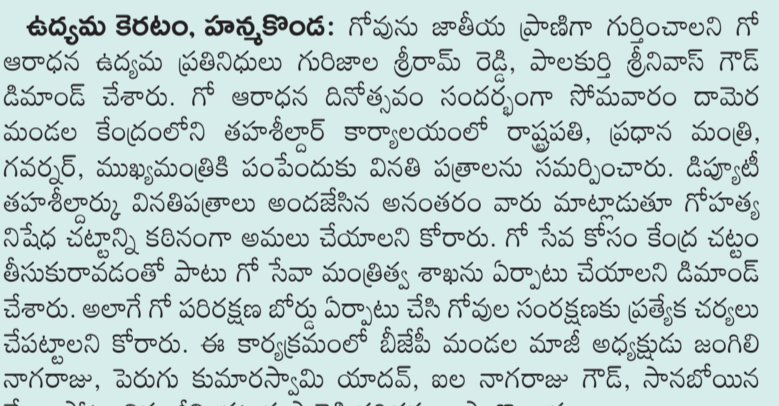 ఉద్యమ కెరటం, హన్మకొండ: గోవును జాతీయ ప్రాణిగా గుర్తించాలని గో
ఆరాధన ఉద్యమ ప్రతినిధులు గురిజాల శ్రీరామ్ రెడ్డి, పాలకుర్తి శ్రీనివాస్ గౌడ్
డిమాండ్ చేశారు. గో ఆరాధన దినోత్సవం సందర్భంగా సోమవారం దామెర
మండల కేంద్రంలోని తహశీల్దార్ కార్యాలయంలో రాష్ట్రపతి, ప్రధాన మంత్రి,
గవర్నర్, ముఖ్యమంత్రికి పంపేందుకు వినతి పత్రాలను సమర్పించారు. డిప్యూటీ
తహశీల్దార్కు వినతిపత్రాలు అందజేసిన అనంతరం వారు మాట్లాడుతూ గోహత్య
నిషేధ చట్టాన్ని కఠినంగా అమలు చేయాలని కోరారు. గో సేవ కోసం కేంద్ర చట్టం
తీసుకురావడంతో పాటు గో సేవా మంత్రిత్వ శాఖను ఏర్పాటు చేయాలని డిమాండ్
చేశారు. అలాగే గో పరిరక్షణ బోర్డు ఏర్పాటు చేసి గోవుల సంరక్షణకు ప్రత్యేక చర్యలు
చేపట్టాలని కోరారు. ఈ కార్యక్రమంలో బీజేపీ మండల మాజీ అధ్యక్షుడు జంగిలి
నాగరాజు, పెరుగు కుమారస్వామి యాదవ్, ఐల నాగరాజు గౌడ్, సానబోయిన